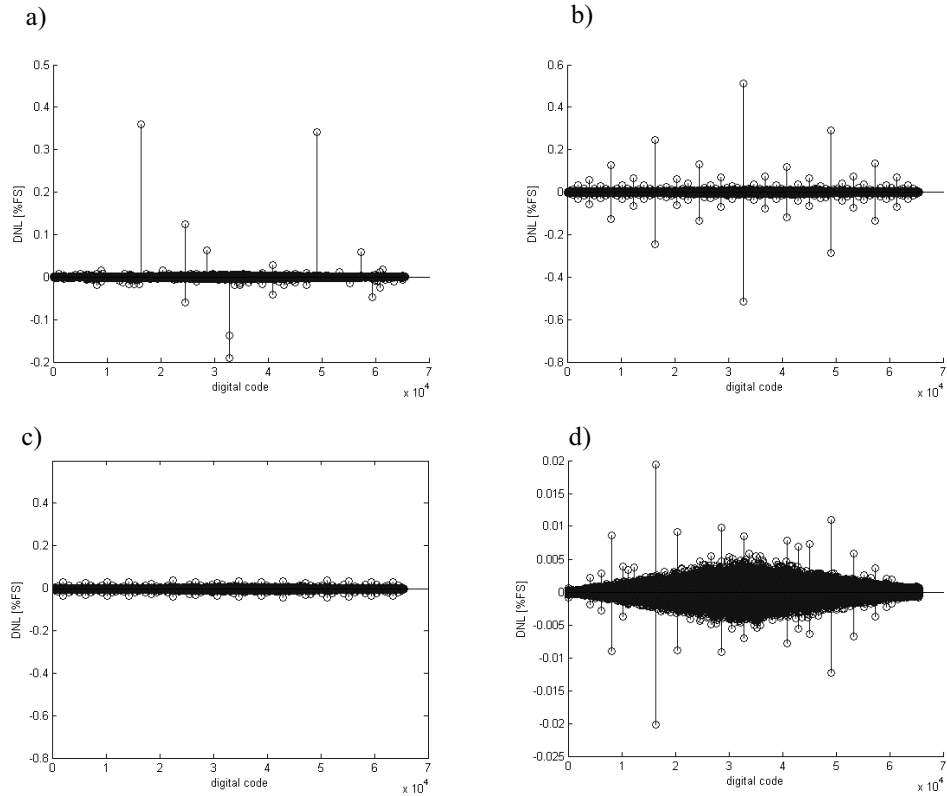 a)
0.5
0.4
0.3
0.2
0.1
0
-0.1
-0.2
DNL [%FS]
0 1 2 3 4 5 6 7
digital code
x 10^4
b)
0.6
0.4
0.2
0
-0.2
-0.4
-0.6
-0.8
DNL [%FS]
0 1 2 3 4 5 6 7
digital code
x 10^4
c)
0.4
0.2
0
-0.2
-0.4
-0.6
-0.8
DNL [%FS]
0 1 2 3 4 5 6 7
digital code
x 10^4
d)
0.02
0.015
0.01
0.005
0
-0.005
-0.01
-0.015
-0.02
-0.025
DNL [%FS]
0 1 2 3 4 5 6 7
digital code
x 10^4